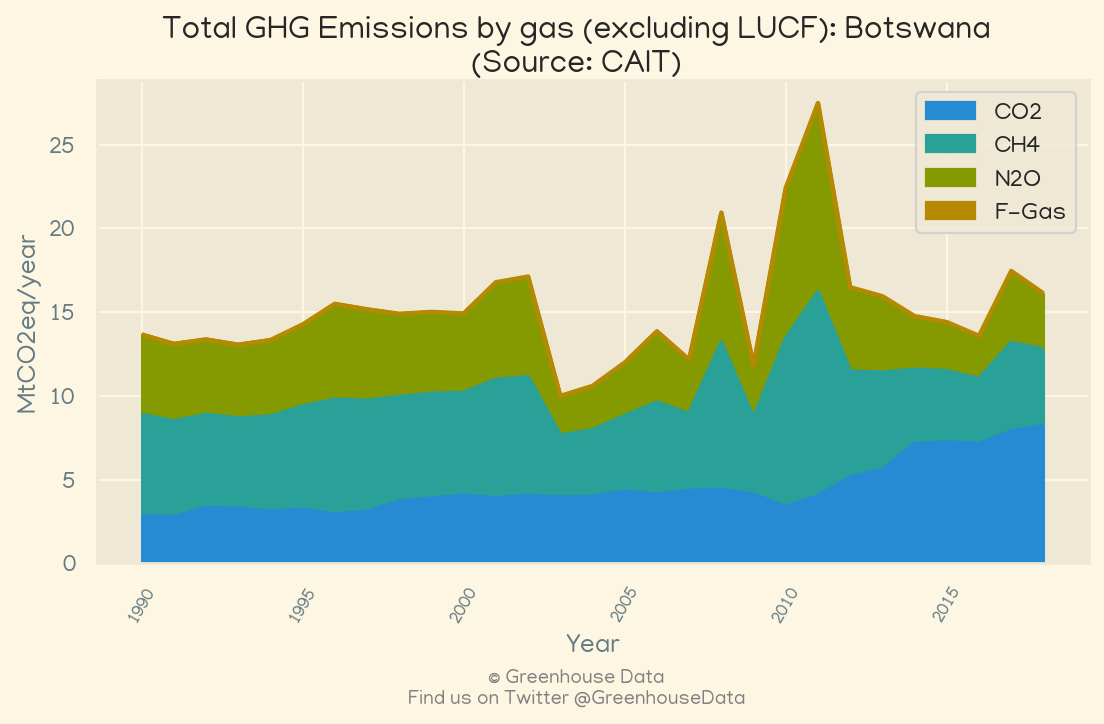 Total GHG Emissions by gas (excluding LUCF): Botswana
(Source: CAIT)
CO2
CH4
N2O
F-Gas
MtCO2eq/year
25
20
15
10
5
0
1990
1995
2000
2005
2010
2015
Year
© Greenhouse Data
Find us on Twitter @GreenhouseData